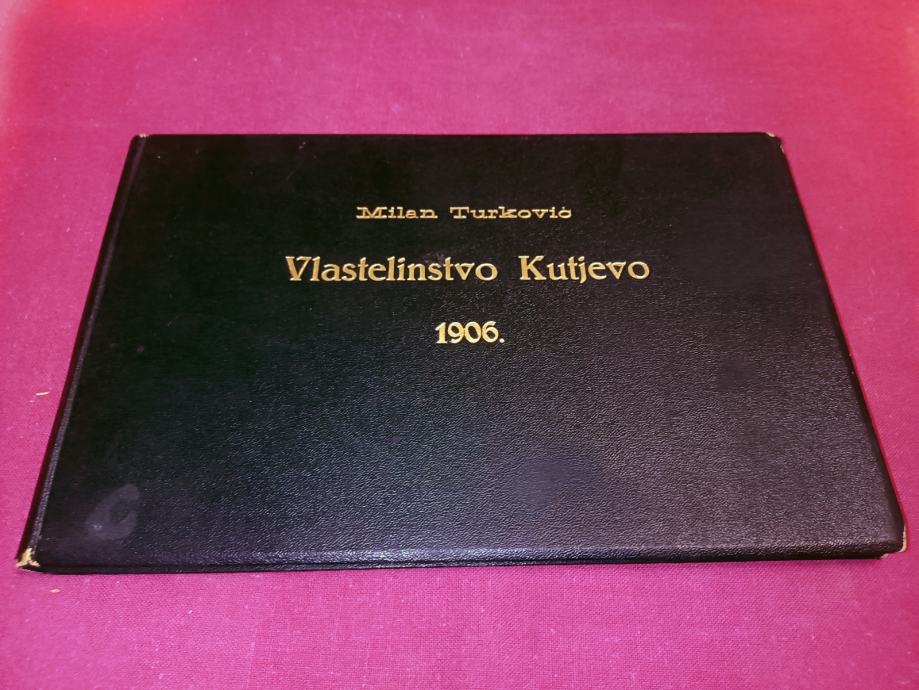 Milan Turković
Vlastelinstvo Kutjevo
1906.